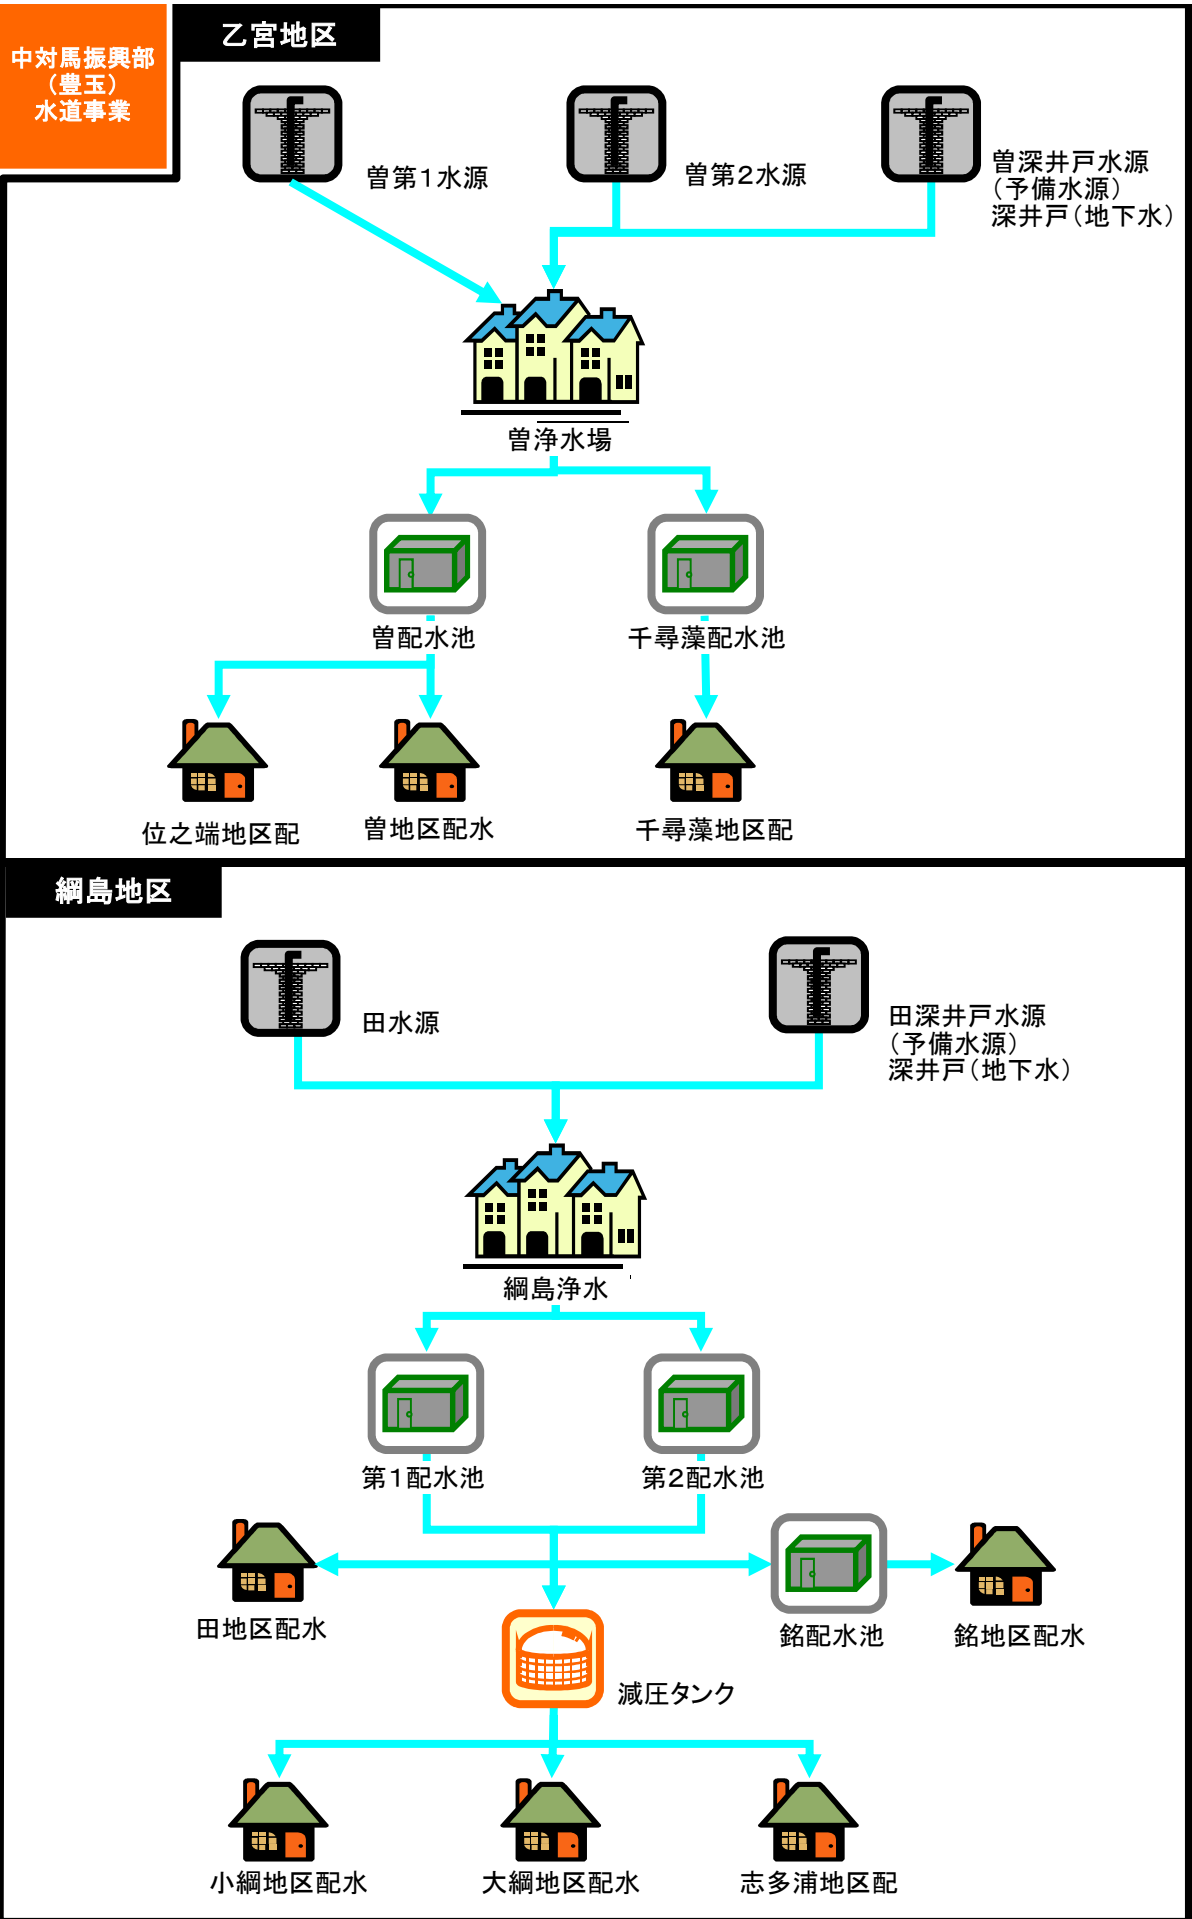 中対馬振興部
（豊玉）
水道事業
乙宮地区
曽第1水源
曽第2水源
曽深井戸水源
（予備水源）
深井戸（地下水）
曽浄水場
曽配水池
千尋藻配水池
位之端地区配
曽地区配水
千尋藻地区配
綱島地区
田水源
田深井戸水源
（予備水源）
深井戸（地下水）
綱島浄水
第1配水池
第2配水池
田地区配水
銘配水池
銘地区配水
減圧タンク
小綱地区配水
大綱地区配水
志多浦地区配